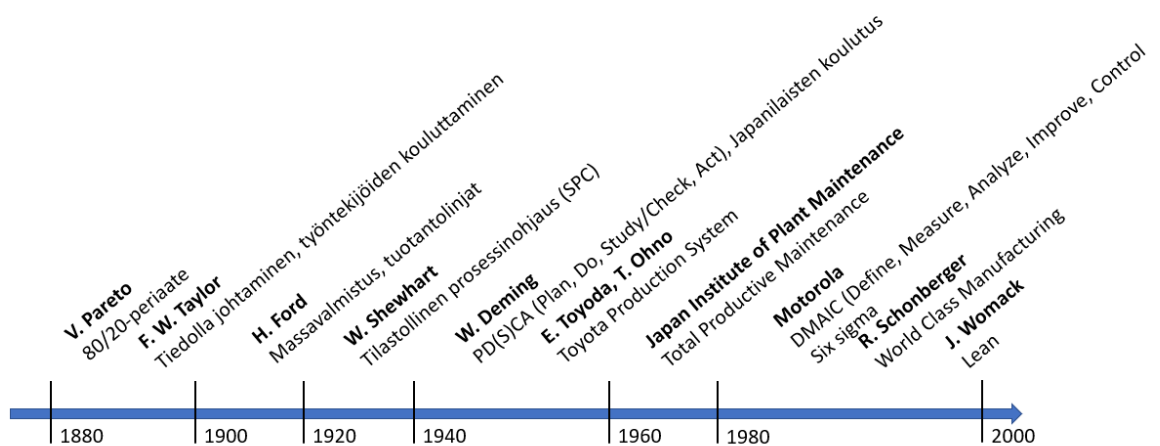 V. Pareto
80/20-periaate
F. W. Taylor
Tiedolla johtaminen, työntekijöiden kouluttaminen
H. Ford
Massavalmistus, tuotantolinjat
W. Shewhart
Tilastollinen prosessinohjaus (SPC)
W. Deming
PD(S)CA (Plan, Do, Study/Check, Act), Japanilaisten koulutus
E. Toyoda, T. Ohno
Toyota Production System
Japan Institute of Plant Maintenance
Total Productive Maintenance
Motorola
DMAIC (Define, Measure, Analyze, Improve, Control
Six sigma
R. Schonberger
World Class Manufacturing
J. Womack
Lean
1880
1900
1920
1940
1960
1980
2000